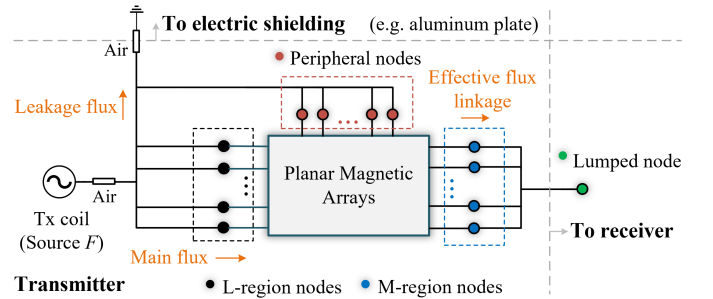 To electric shielding (e.g. aluminum plate)
Air
Peripheral nodes
Leakage flux
Effective flux
linkage
Planar Magnetic
Arrays
Lumped node
Air
Tx coil
(Source F)
Main flux
To receiver
Transmitter
L-region nodes
M-region nodes